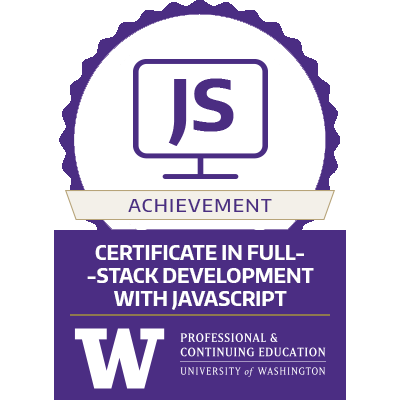 JS
ACHIEVEMENT
CERTIFICATE IN FULL-
-STACK DEVELOPMENT
WITH JAVASCRIPT
W
PROFESSIONAL &
CONTINUING EDUCATION
UNIVERSITY of WASHINGTON